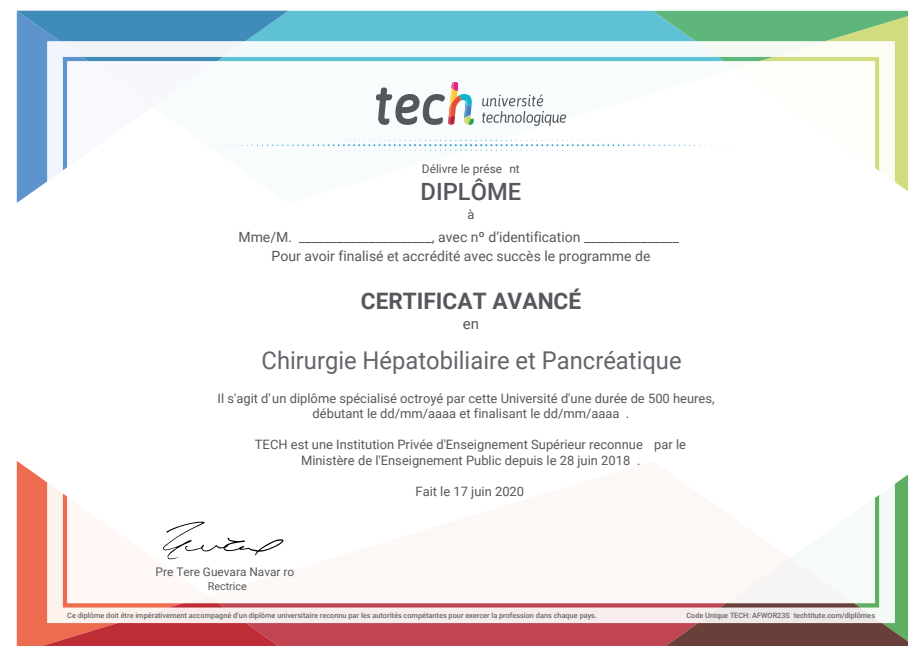 tech université
technologique
Délivre le prése nt
DIPLÔME
à
Mme/M. _____________________, avec nº d'identification _______________
Pour avoir finalisé et accrédité avec succès le programme de
CERTIFICAT AVANCÉ
en
Chirurgie Hépatobiliaire et Pancréatique
Il s'agit d'un diplôme spécialisé octroyé par cette Université d'une durée de 500 heures,
débutant le dd/mm/aaaa et finalisant le dd/mm/aaaa .
TECH est une Institution Privée d'Enseignement Supérieur reconnue par le
Ministère de l'Enseignement Public depuis le 28 juin 2018 .
Fait le 17 juin 2020
Pre Tere Guevara Navar ro
Rectrice
Ce diplôme doit être impérativement accompagné d'un diplôme universitaire reconnu par les autorités compétantes pour exercer la profession dans chaque pays.
Code Unique TECH: AFWOR23S techtitute.com/diplômes